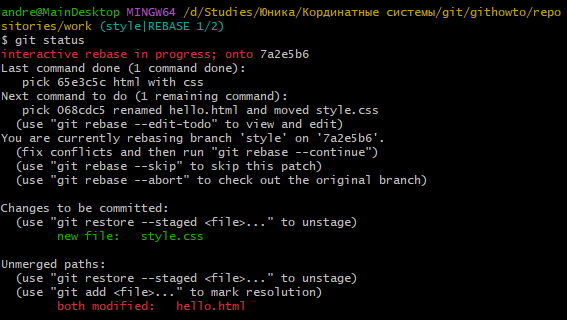 andre@MainDesktop MINGW64 /d/Studies/Юника/Кординатные системы/git/githowto/repo
sitories/work (style|REBASE 1/2)
$ git status
interactive rebase in progress; onto 7a2e5b6
Last command done (1 command done):
   pick 65e3c5c html with css
Next command to do (1 remaining command):
   pick 068cdc5 renamed hello.html and moved style.css
  (use "git rebase --edit-todo" to view and edit)
You are currently rebasing branch 'style' on '7a2e5b6'.
  (fix conflicts and then run "git rebase --continue")
  (use "git rebase --skip" to skip this patch)
  (use "git rebase --abort" to check out the original branch)

Changes to be committed:
  (use "git restore --staged <file>..." to unstage)
        new file:   style.css

Unmerged paths:
  (use "git restore --staged <file>..." to unstage)
  (use "git add <file>..." to mark resolution)
        both modified:   hello.html